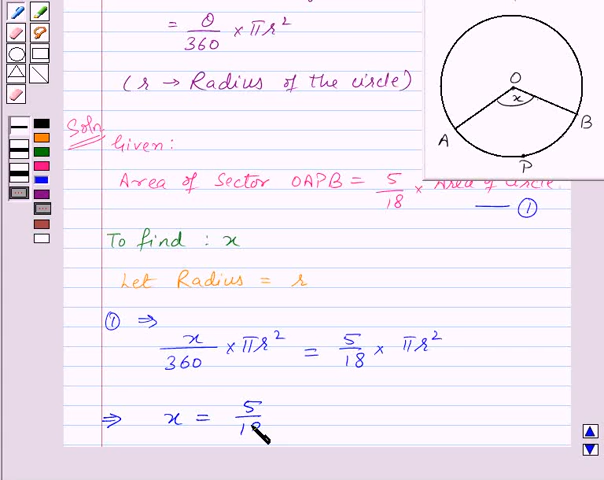 = θ/360 × πr²
(r → Radius of the circle)
Soln
Given:
Area of Sector OAPB = 5/18 × Area of Circle.
—— ①
To find : x
Let Radius = r
① ⇒
x/360 × πr² = 5/18 × πr²
⇒ x = 5/18
O
x
A
B
P